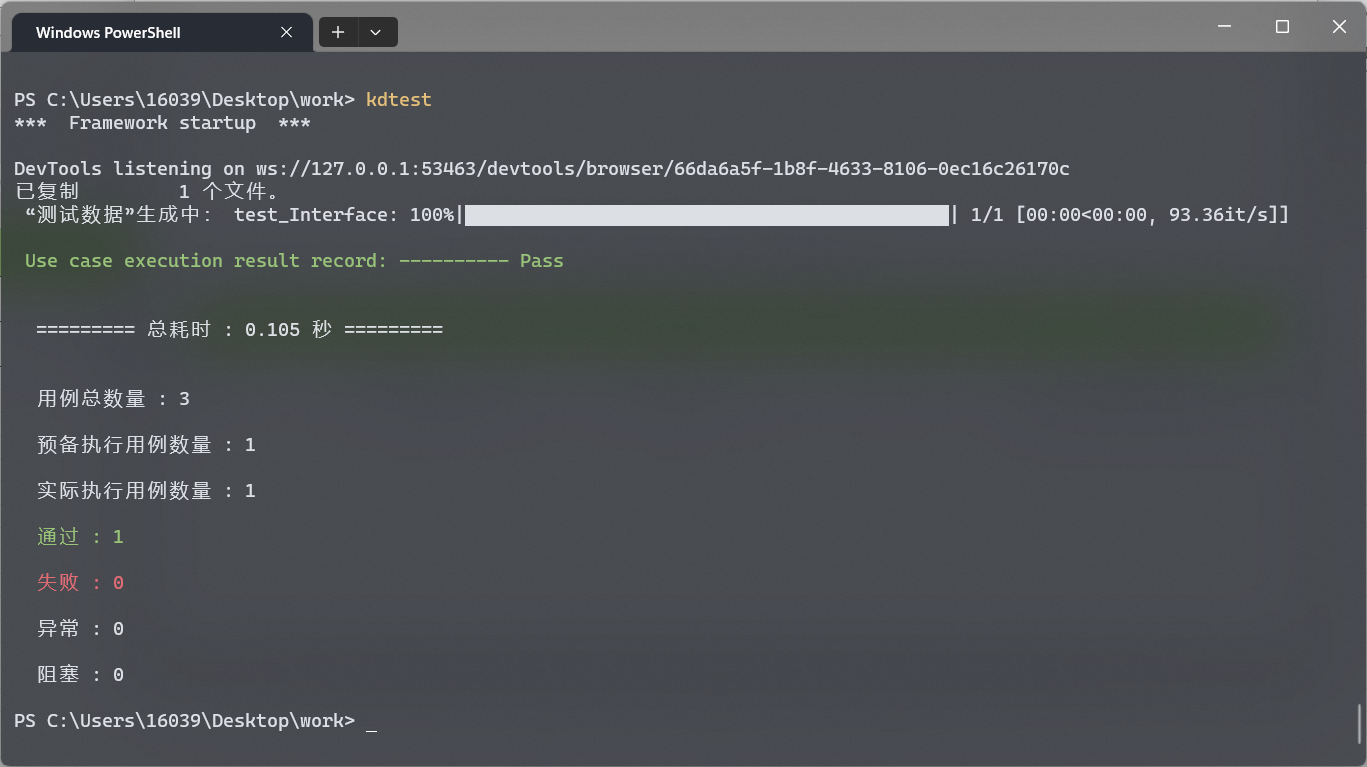 Windows PowerShell
PS C:\Users\16039\Desktop\work> kdtest
***  Framework startup  ***
DevTools listening on ws://127.0.0.1:53463/devtools/browser/66da6a5f-1b8f-4633-8106-0ec16c26170c
已复制         1 个文件。
“测试数据”生成中： test_Interface: 100%|██████████| 1/1 [00:00<00:00, 93.36it/s]]
Use case execution result record: ---------- Pass
========= 总耗时 : 0.105 秒 =========
用例总数量 : 3
预备执行用例数量 : 1
实际执行用例数量 : 1
通过 : 1
失败 : 0
异常 : 0
阻塞 : 0
PS C:\Users\16039\Desktop\work> _